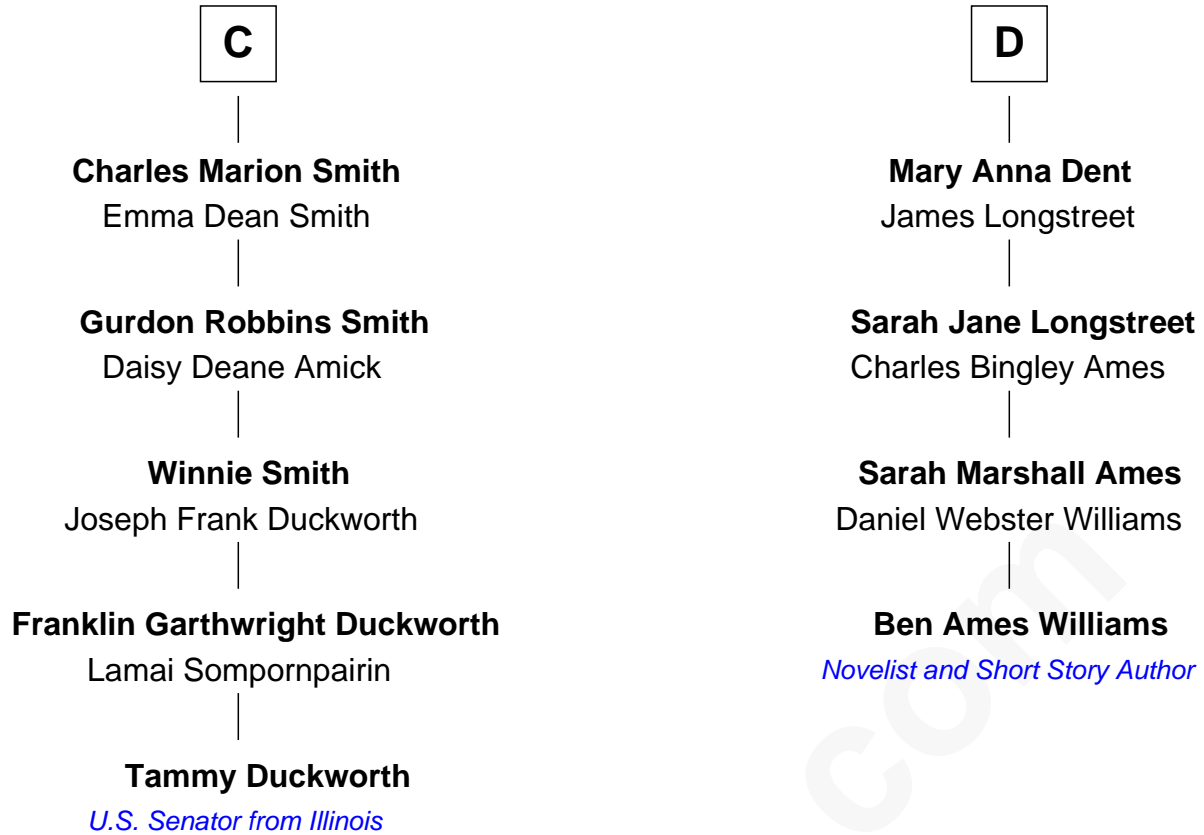 C
Charles Marion Smith
Emma Dean Smith
Gurdon Robbins Smith
Daisy Deane Amick
Winnie Smith
Joseph Frank Duckworth
Franklin Garthwright Duckworth
Lamai Sompornpairin
Tammy Duckworth
U.S. Senator from Illinois
D
Mary Anna Dent
James Longstreet
Sarah Jane Longstreet
Charles Bingley Ames
Sarah Marshall Ames
Daniel Webster Williams
Ben Ames Williams
Novelist and Short Story Author
com